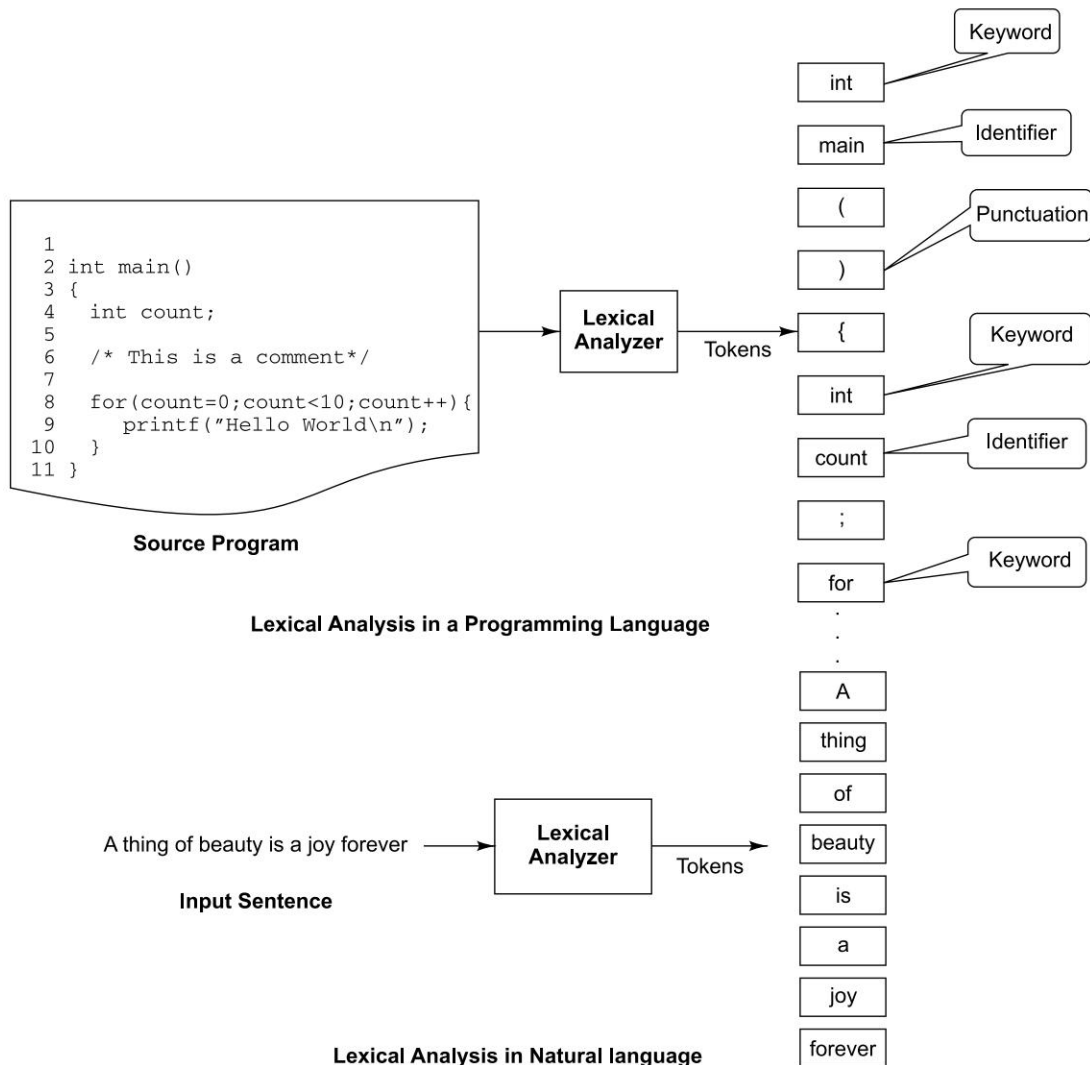 Keyword
int
main
Identifier
(
Punctuation
)
1
2 int main()
3 {
4 int count;
5
6 /* This is a comment*/
7
8 for(count=0;count<10;count++){
9 printf("Hello World\n");
10 }
11 }
Source Program
Lexical
Analyzer
Tokens
{
Keyword
int
Identifier
count
;
Keyword
for
.
.
.
Lexical Analysis in a Programming Language
A thing of beauty is a joy forever
Input Sentence
Lexical
Analyzer
Tokens
A
thing
of
beauty
is
a
joy
forever
Lexical Analysis in Natural language